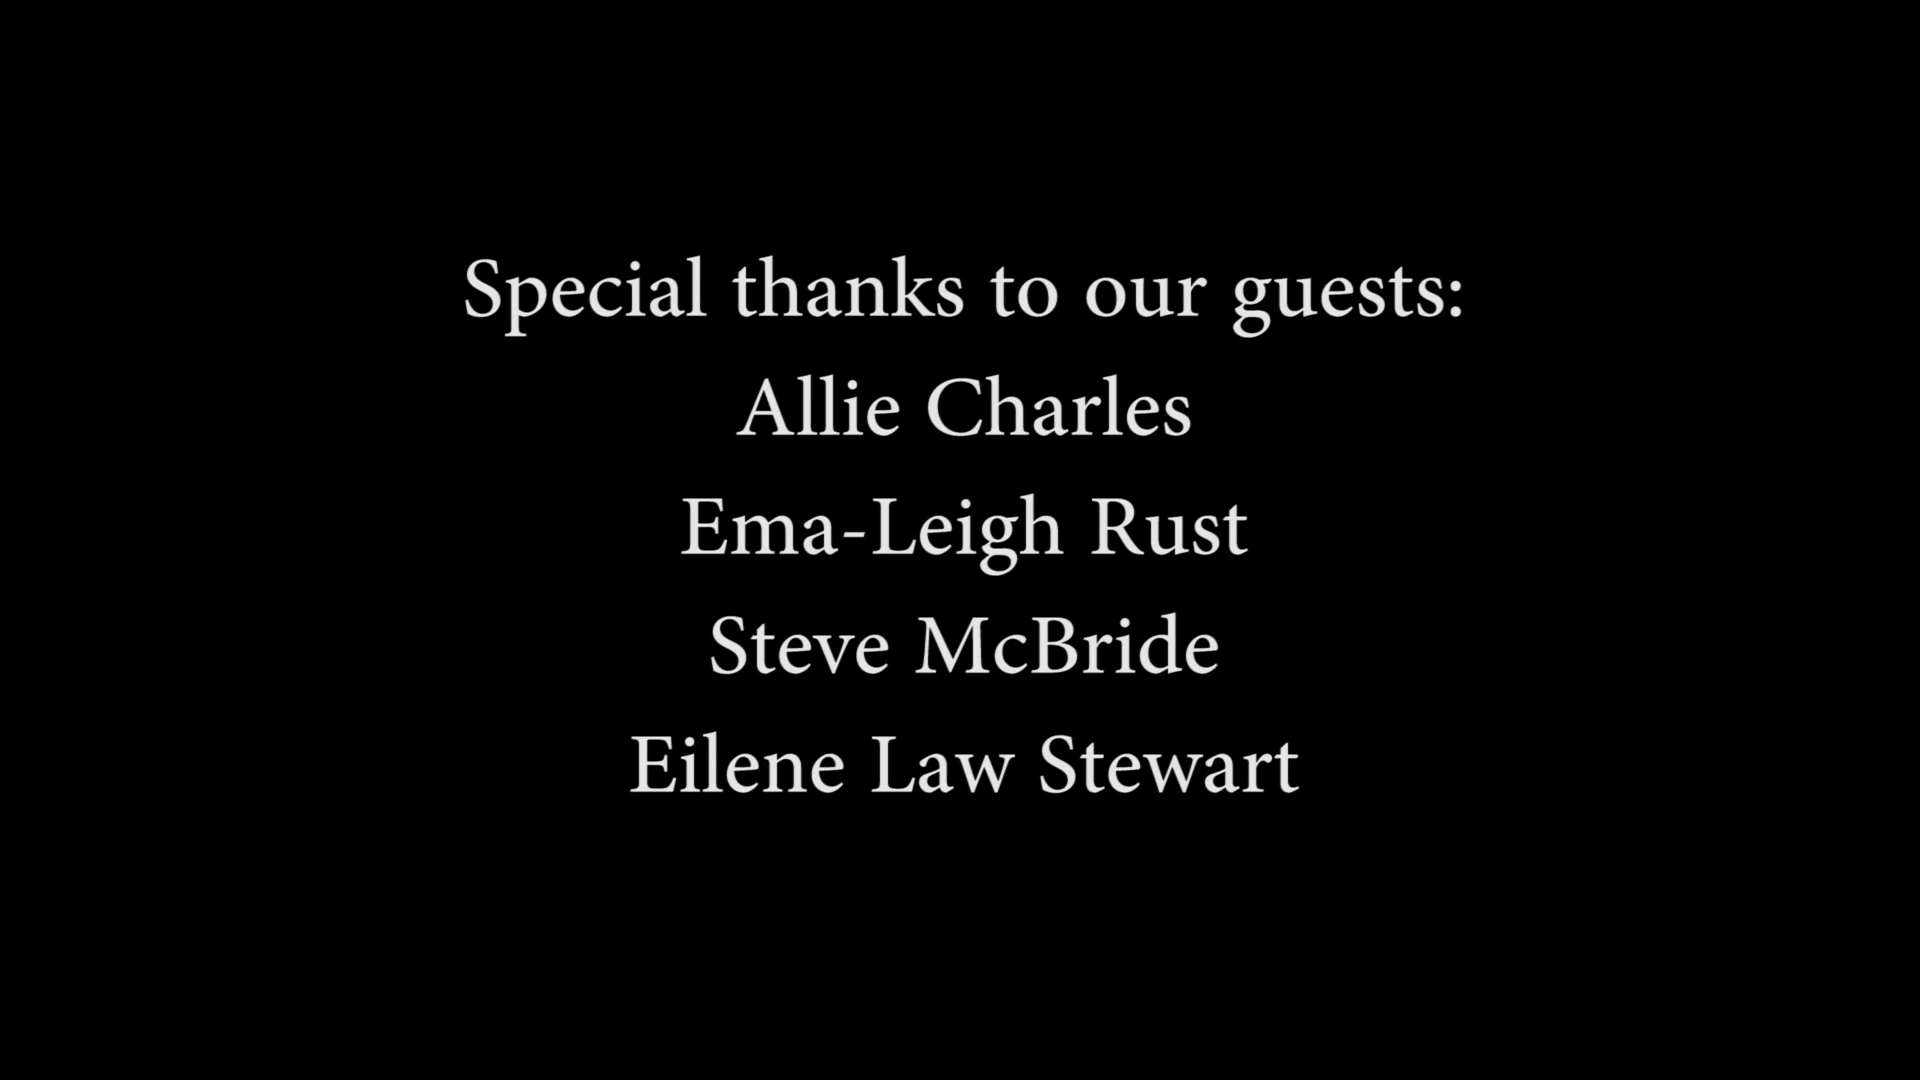 Special thanks to our guests:
Allie Charles
Ema-Leigh Rust
Steve McBride
Eilene Law Stewart